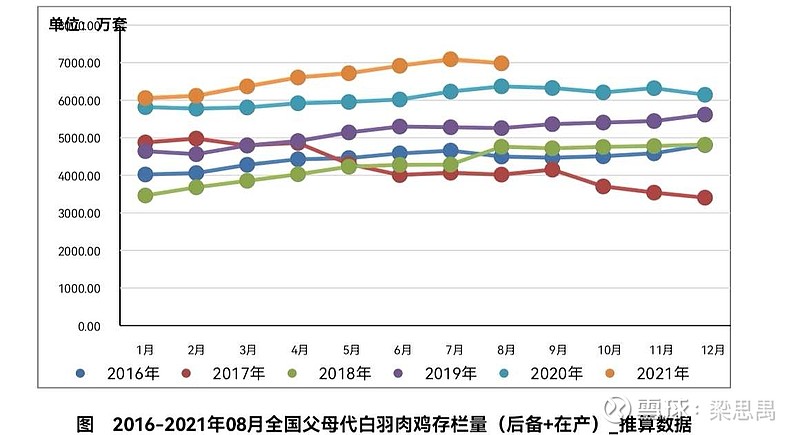 单位：万套
8000.00
7000.00
6000.00
5000.00
4000.00
3000.00
2000.00
1000.00
0.00
1月 2月 3月 4月 5月 6月 7月 8月 9月 10月 11月 12月
2016年 2017年 2018年 2019年 2020年 2021年
图 2016–2021年08月全国父母代白羽肉鸡存栏量（后备+在产）_推算数据
雪球：梁思禺